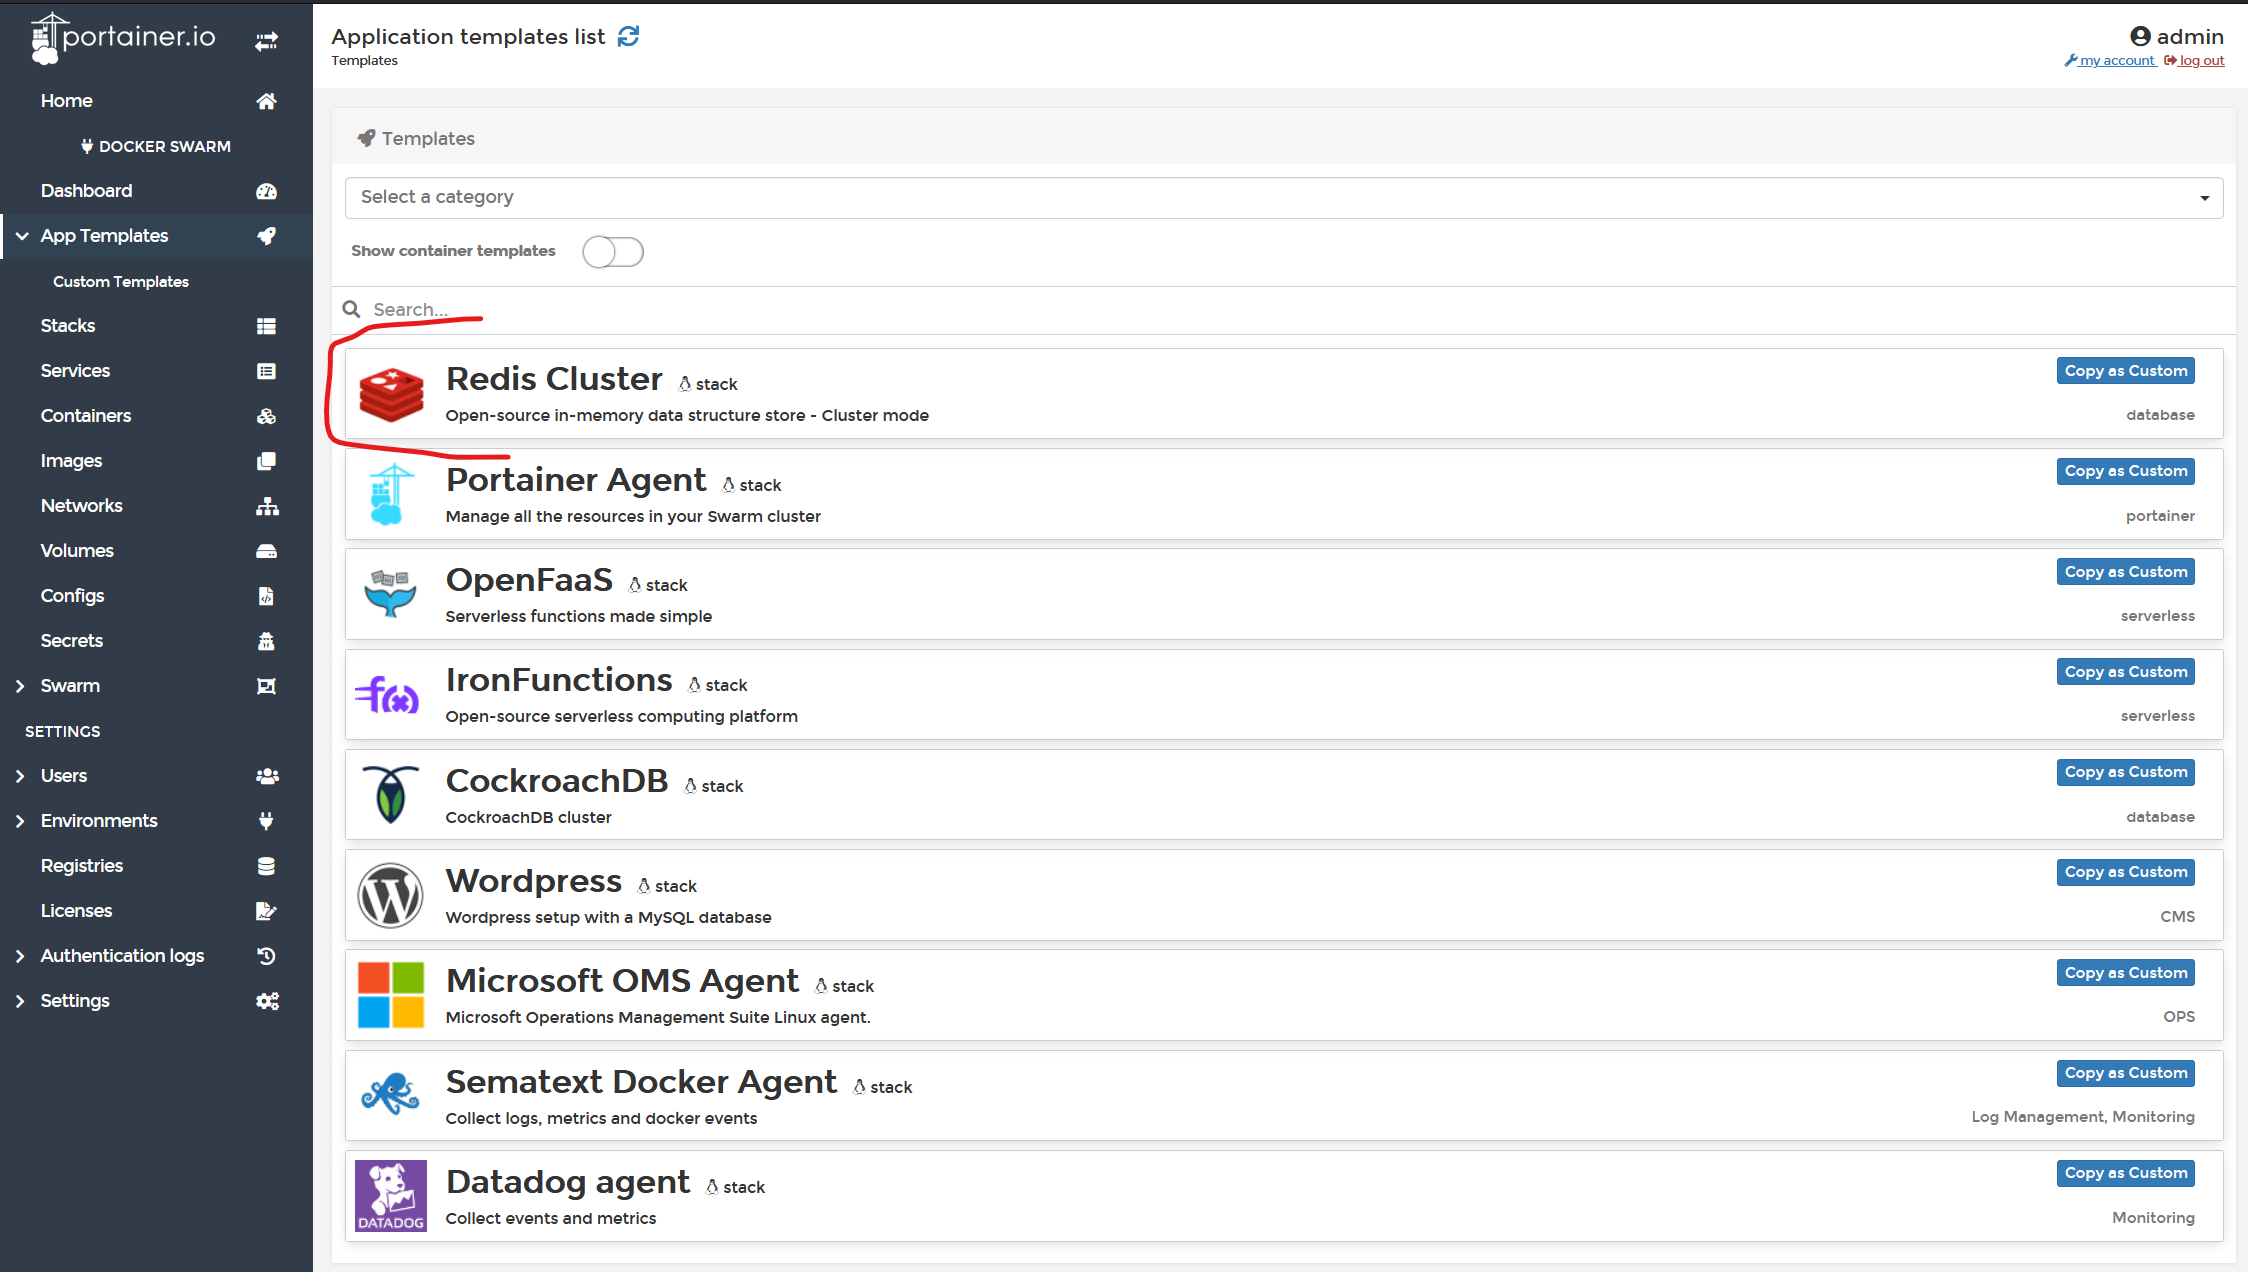 portainer.io
Home
DOCKER SWARM
Dashboard
App Templates
Custom Templates
Stacks
Services
Containers
Images
Networks
Volumes
Configs
Secrets
Swarm
SETTINGS
Users
Environments
Registries
Licenses
Authentication logs
Settings
Application templates list
Templates
admin
my account log out
Templates
Select a category
Show container templates
Search...
Redis Cluster stack
Copy as Custom
Open-source in-memory data structure store - Cluster mode
database
Portainer Agent stack
Copy as Custom
Manage all the resources in your Swarm cluster
portainer
OpenFaaS stack
Copy as Custom
Serverless functions made simple
serverless
IronFunctions stack
Copy as Custom
Open-source serverless computing platform
serverless
CockroachDB stack
Copy as Custom
CockroachDB cluster
database
Wordpress stack
Copy as Custom
Wordpress setup with a MySQL database
CMS
Microsoft OMS Agent stack
Copy as Custom
Microsoft Operations Management Suite Linux agent.
OPS
Sematext Docker Agent stack
Copy as Custom
Collect logs, metrics and docker events
Log Management, Monitoring
DATADOG
Datadog agent stack
Copy as Custom
Collect events and metrics
Monitoring